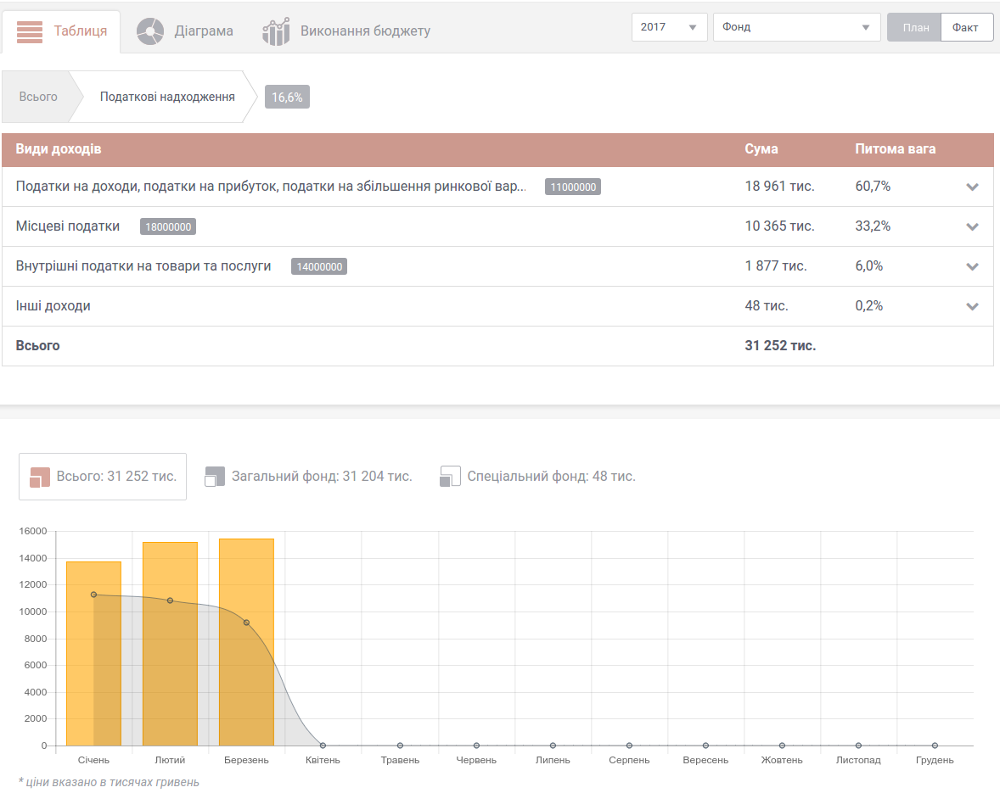 Таблиця Діаграма Виконання бюджету 2017 Фонд План Факт
Всього Податкові надходження 16,6%
Види доходів Сума Питома вага
Податки на доходи, податки на прибуток, податки на збільшення ринкової вар... 11000000 18 961 тис. 60,7%
Місцеві податки 18000000 10 365 тис. 33,2%
Внутрішні податки на товари та послуги 14000000 1 877 тис. 6,0%
Інші доходи 48 тис. 0,2%
Всього 31 252 тис.
Всього: 31 252 тис. Загальний фонд: 31 204 тис. Спеціальний фонд: 48 тис.
16000
14000
12000
10000
8000
6000
4000
2000
0
Січень Лютий Березень Квітень Травень Червень Липень Серпень Вересень Жовтень Листопад Грудень
* ціни вказано в тисячах гривень